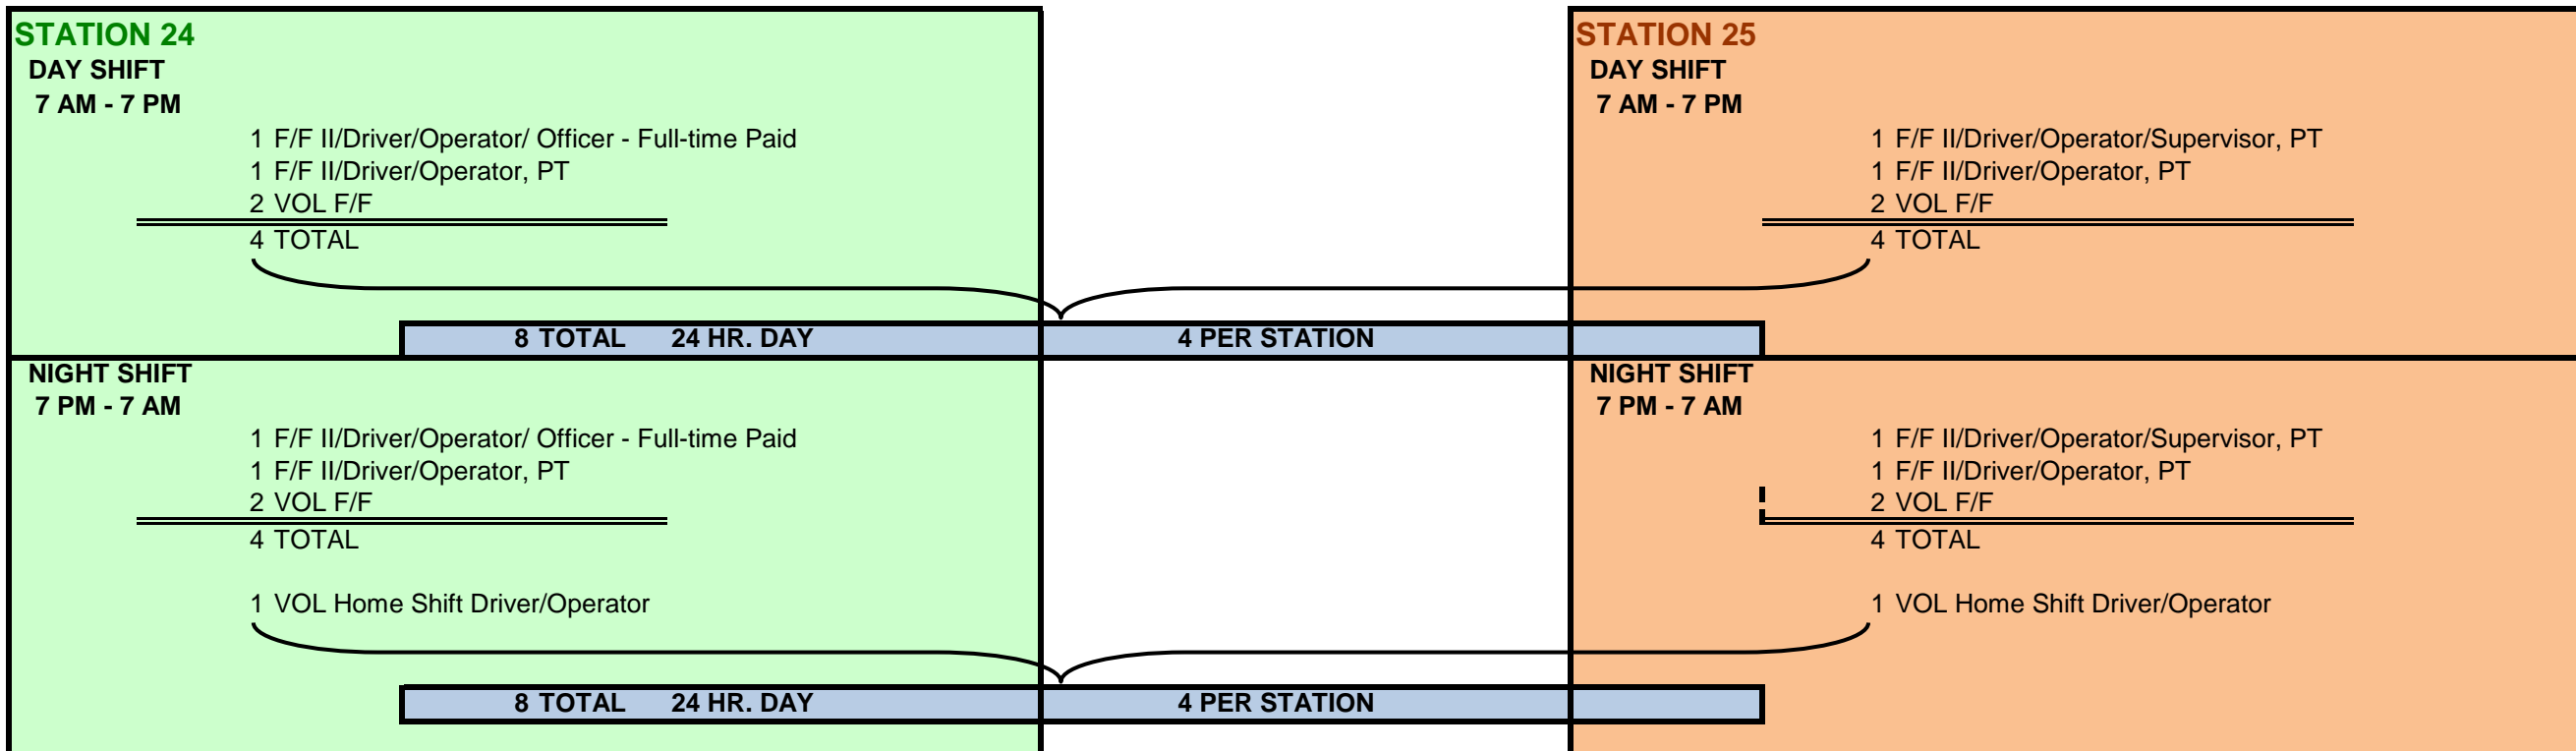 STATION 24
DAY SHIFT
7 AM - 7 PM
1 F/F II/Driver/Operator/ Officer - Full-time Paid
1 F/F II/Driver/Operator, PT
2 VOL F/F
4 TOTAL
STATION 25
DAY SHIFT
7 AM - 7 PM
1 F/F II/Driver/Operator/Supervisor, PT
1 F/F II/Driver/Operator, PT
2 VOL F/F
4 TOTAL
8 TOTAL 24 HR. DAY 4 PER STATION
NIGHT SHIFT
7 PM - 7 AM
1 F/F II/Driver/Operator/ Officer - Full-time Paid
1 F/F II/Driver/Operator, PT
2 VOL F/F
4 TOTAL
1 VOL Home Shift Driver/Operator
NIGHT SHIFT
7 PM - 7 AM
1 F/F II/Driver/Operator/Supervisor, PT
1 F/F II/Driver/Operator, PT
2 VOL F/F
4 TOTAL
1 VOL Home Shift Driver/Operator
8 TOTAL 24 HR. DAY 4 PER STATION